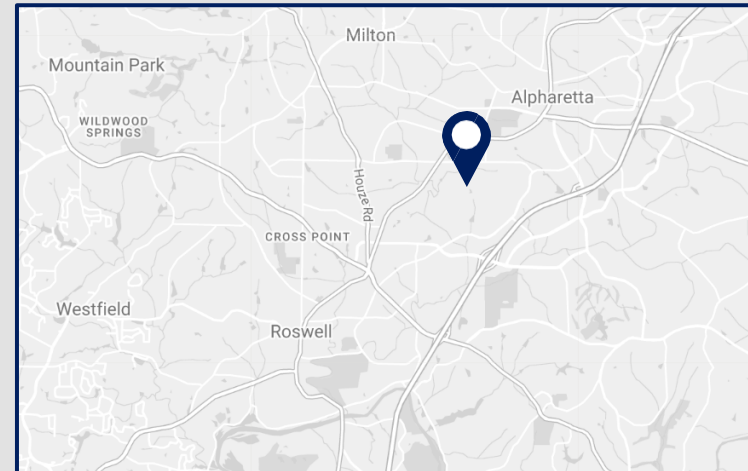 Milton
Mountain Park
Alpharetta
WILDWOOD
SPRINGS
Houze Rd
CROSS POINT
Westfield
Roswell